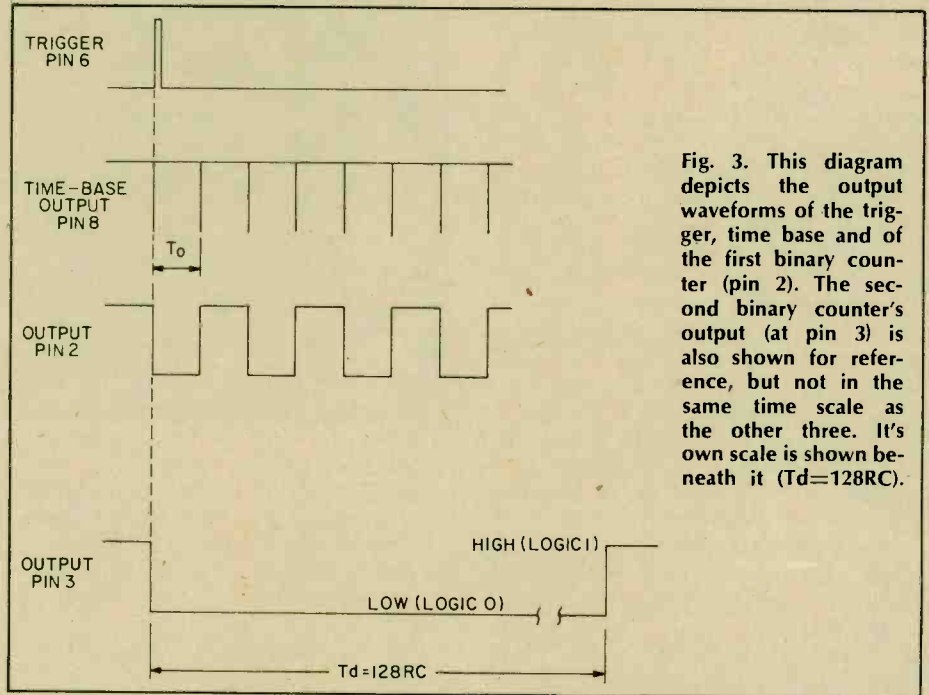 TRIGGER
PIN 6
TIME-BASE
OUTPUT
PIN 8
To
OUTPUT
PIN 2
OUTPUT
PIN 3
HIGH (LOGIC 1)
LOW (LOGIC 0)
Td=128RC
Fig. 3. This diagram
depicts the output
waveforms of the trig-
ger, time base and of
the first binary coun-
ter (pin 2). The sec-
ond binary counter's
output (at pin 3) is
also shown for refer-
ence, but not in the
same time scale as
the other three. It's
own scale is shown be-
neath it (Td=128RC).